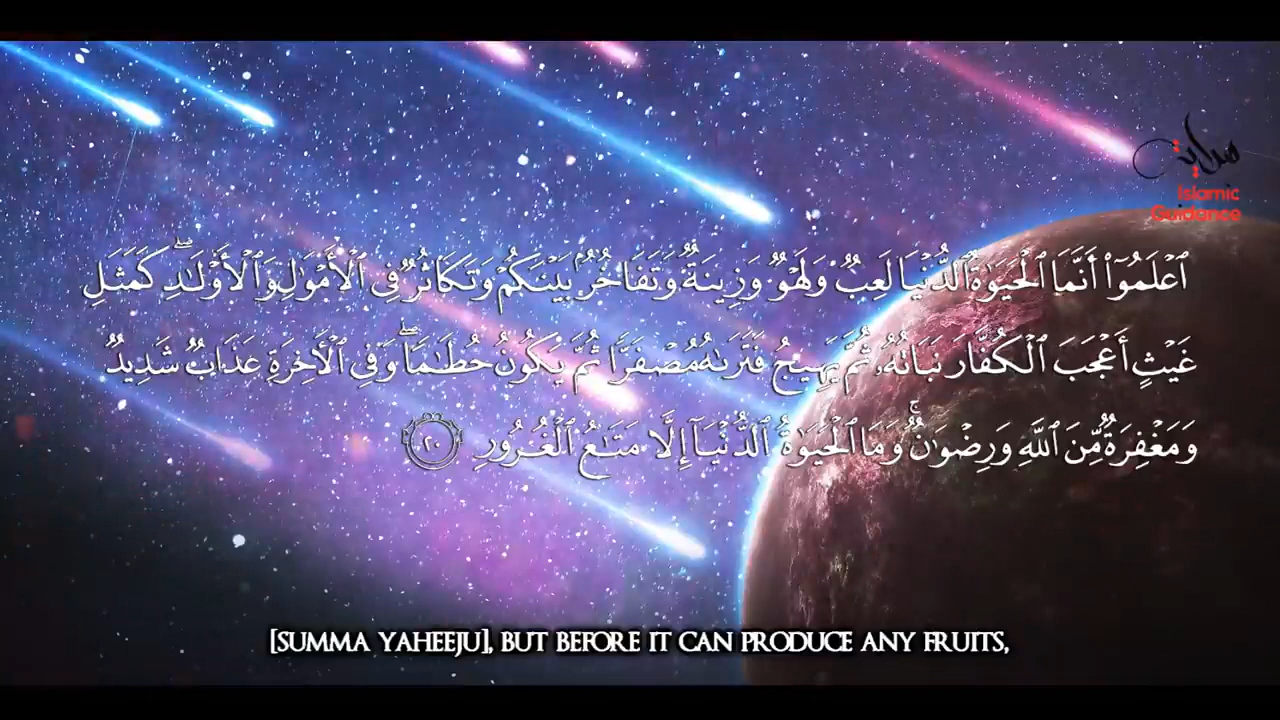 هداية
Islamic
Guidance
ٱعْلَمُوٓا۟ أَنَّمَا ٱلْحَيَوٰةُ ٱلدُّنْيَا لَعِبٌ وَلَهْوٌ وَزِينَةٌ وَتَفَاخُرٌۢ بَيْنَكُمْ وَتَكَاثُرٌ فِى ٱلْأَمْوَٰلِ وَٱلْأَوْلَـٰدِ ۖ كَمَثَلِ
غَيْثٍ أَعْجَبَ ٱلْكُفَّارَ نَبَاتُهُۥ ثُمَّ يَهِيجُ فَتَرَىٰهُ مُصْفَرًّا ثُمَّ يَكُونُ حُطَـٰمًا ۖ وَفِى ٱلْـَٔاخِرَةِ عَذَابٌ شَدِيدٌ
وَمَغْفِرَةٌ مِّنَ ٱللَّهِ وَرِضْوَٰنٌ ۚ وَمَا ٱلْحَيَوٰةُ ٱلدُّنْيَآ إِلَّا مَتَـٰعُ ٱلْغُرُورِ ٢٠
[SUMMA YAHEEJU], BUT BEFORE IT CAN PRODUCE ANY FRUITS,